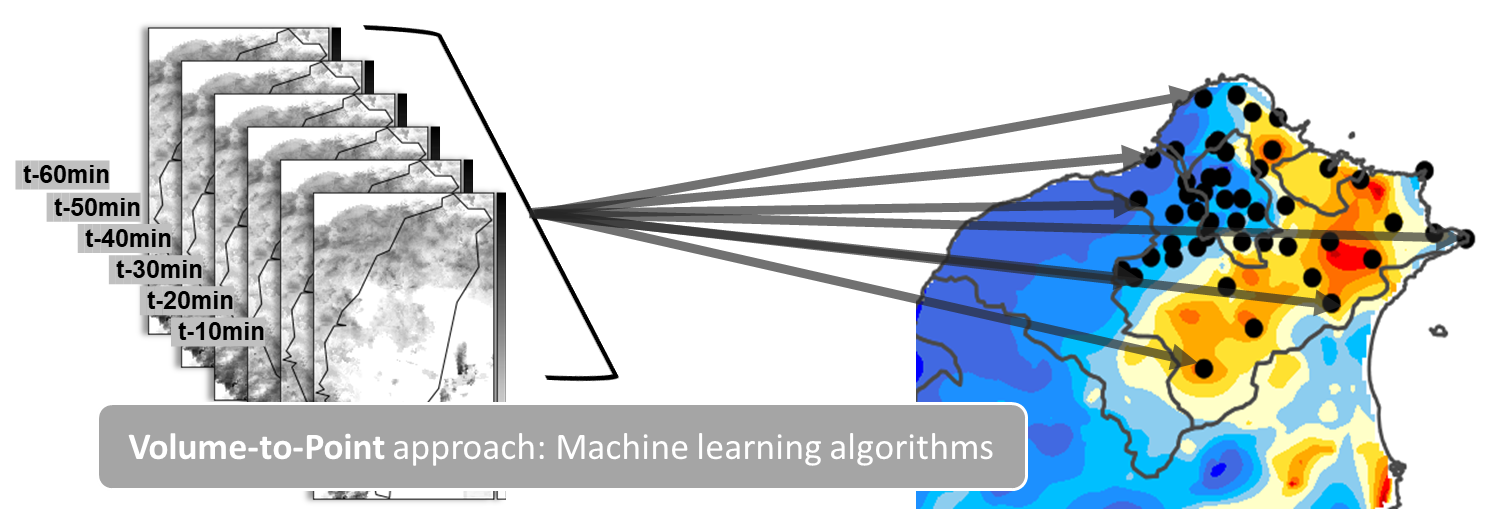 t-60min
t-50min
t-40min
t-30min
t-20min
t-10min
Volume-to-Point approach: Machine learning algorithms